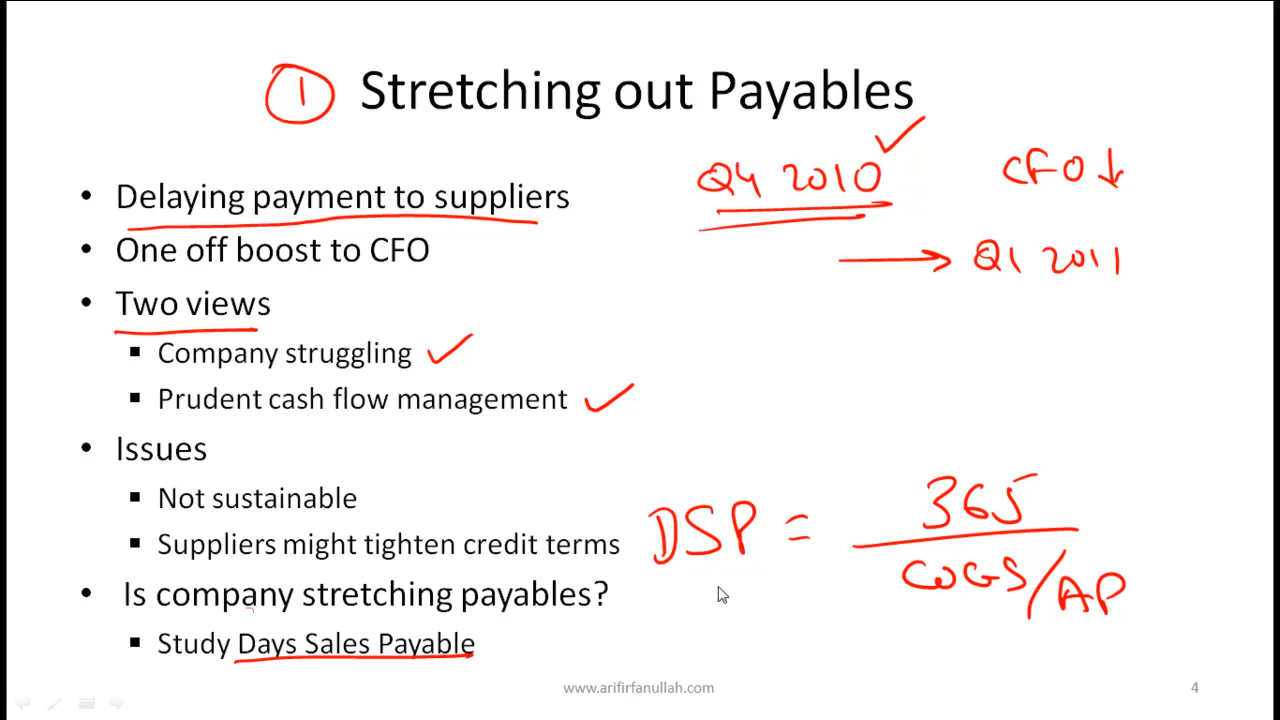 1 Stretching out Payables
Q4 2010
CFO ↓
• Delaying payment to suppliers
• One off boost to CFO
→ Q1 2011
• Two views
▪ Company struggling
▪ Prudent cash flow management
• Issues
▪ Not sustainable
▪ Suppliers might tighten credit terms
DSP = 365
COGS/AP
• Is company stretching payables?
▪ Study Days Sales Payable
www.arifirfanullah.com
4